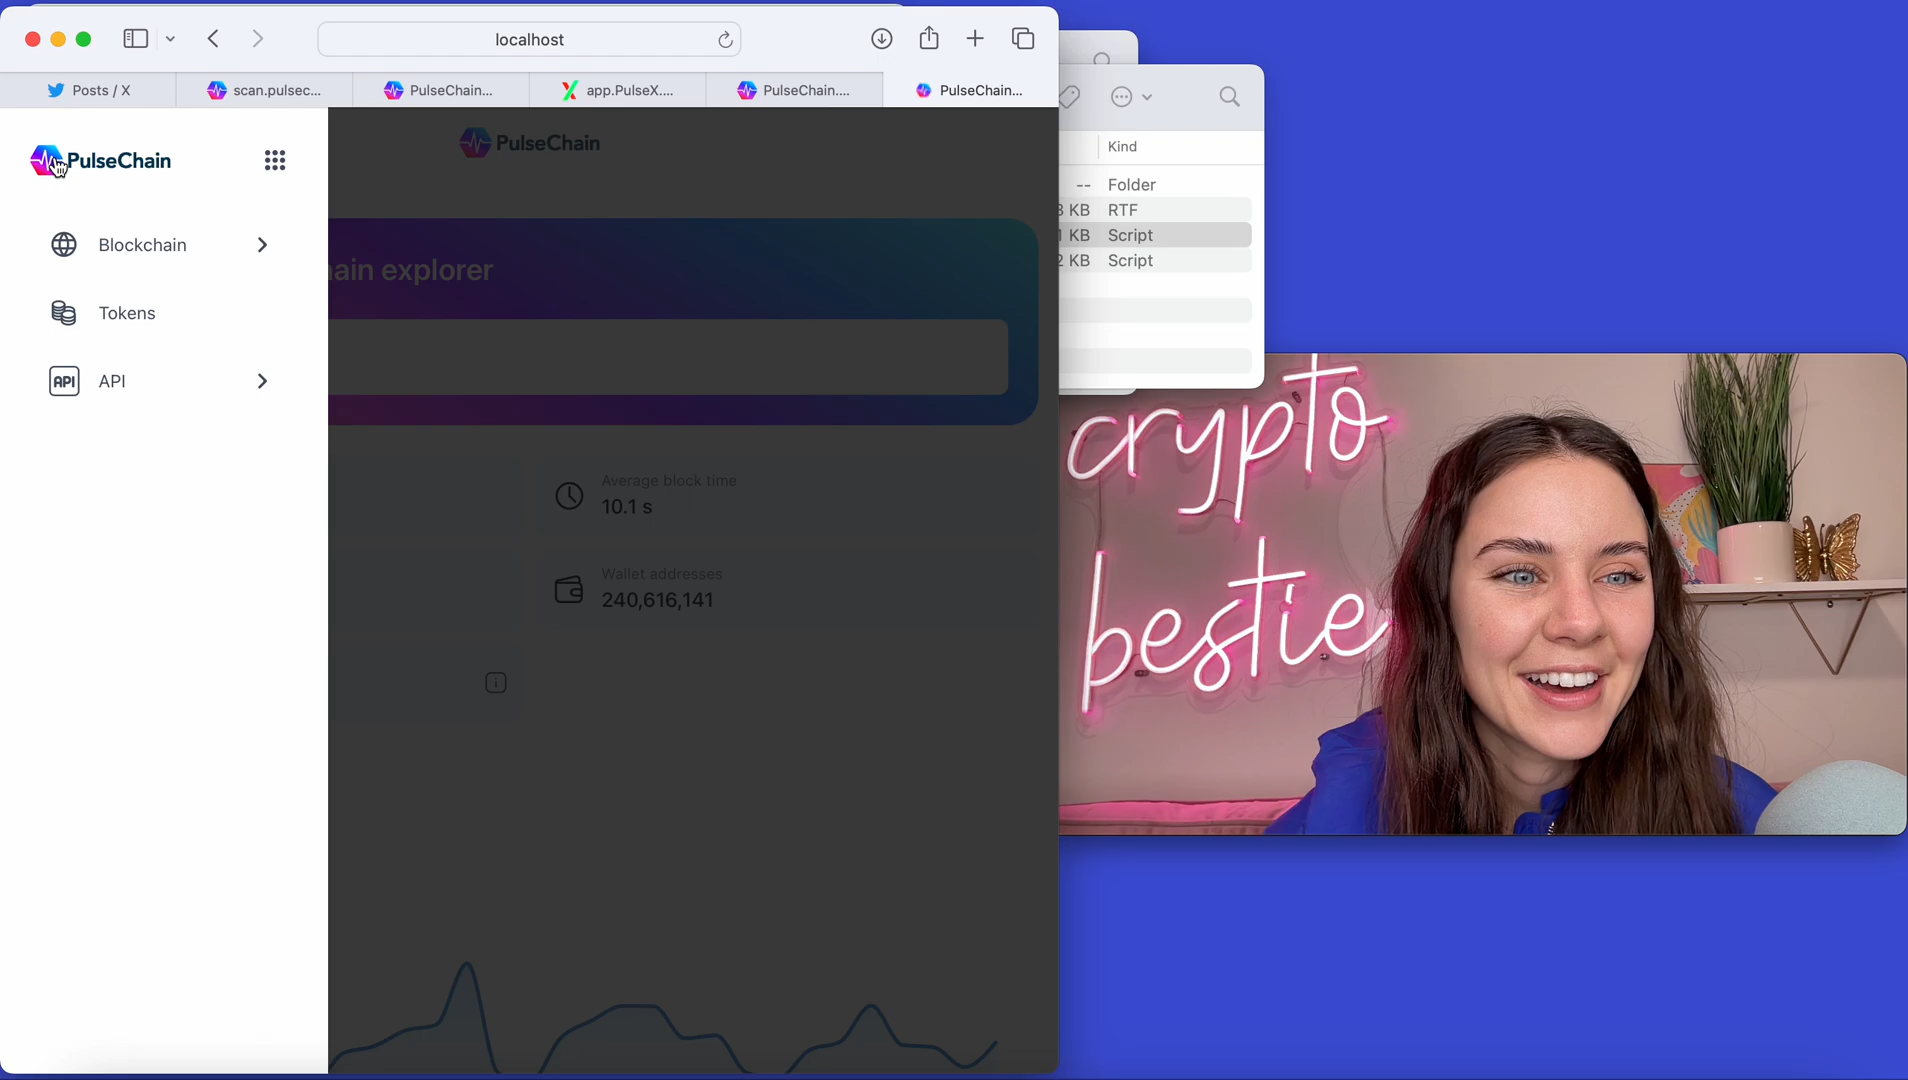 localhost
Posts / X
scan.pulsec...
PulseChain...
app.PulseX....
PulseChain....
PulseChain...
PulseChain
Blockchain
Tokens
API
API
PulseChain
ain explorer
Average block time
10.1 s
Wallet addresses
240,616,141
Kind
-- Folder
KB RTF
KB Script
2 KB Script
crypto
bestie